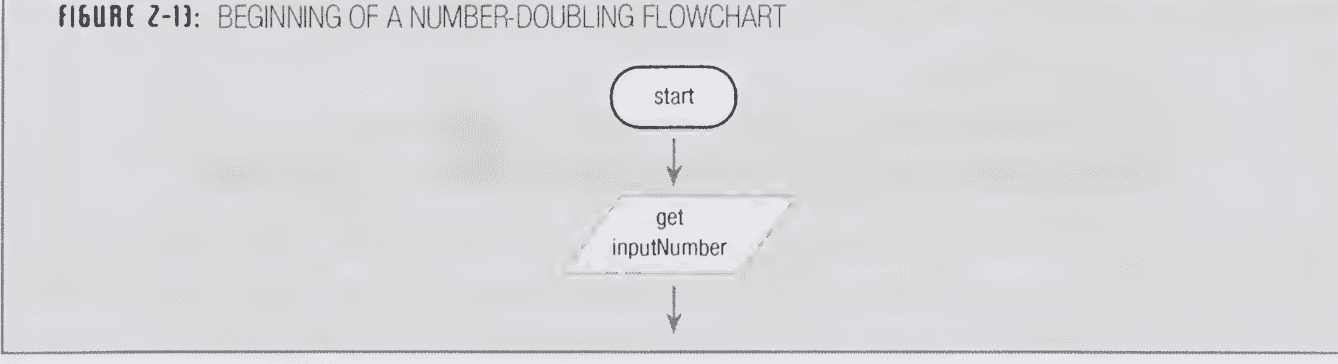 FIGURE 2-13: BEGINNING OF A NUMBER-DOUBLING FLOWCHART
start
get
inputNumber